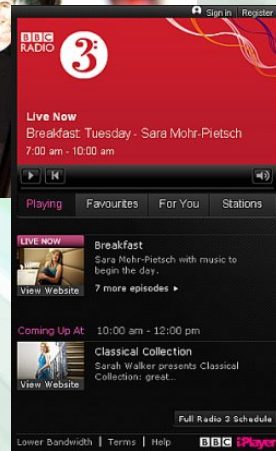 Sign in | Register
BBC
RADIO 3
Live Now
Breakfast: Tuesday - Sara Mohr-Pietsch
7:00 am - 10:00 am
Playing Favourites For You Stations
LIVE NOW
Breakfast
Sara Mohr-Pietsch with music to
begin the day.
View Website
7 more episodes
Coming Up At 10:00 am - 12:00 pm
Classical Collection
Sarah Walker presents Classical
Collection: great...
View Website
Full Radio 3 Schedule
Lower Bandwidth | Terms | Help BBC iPlayer